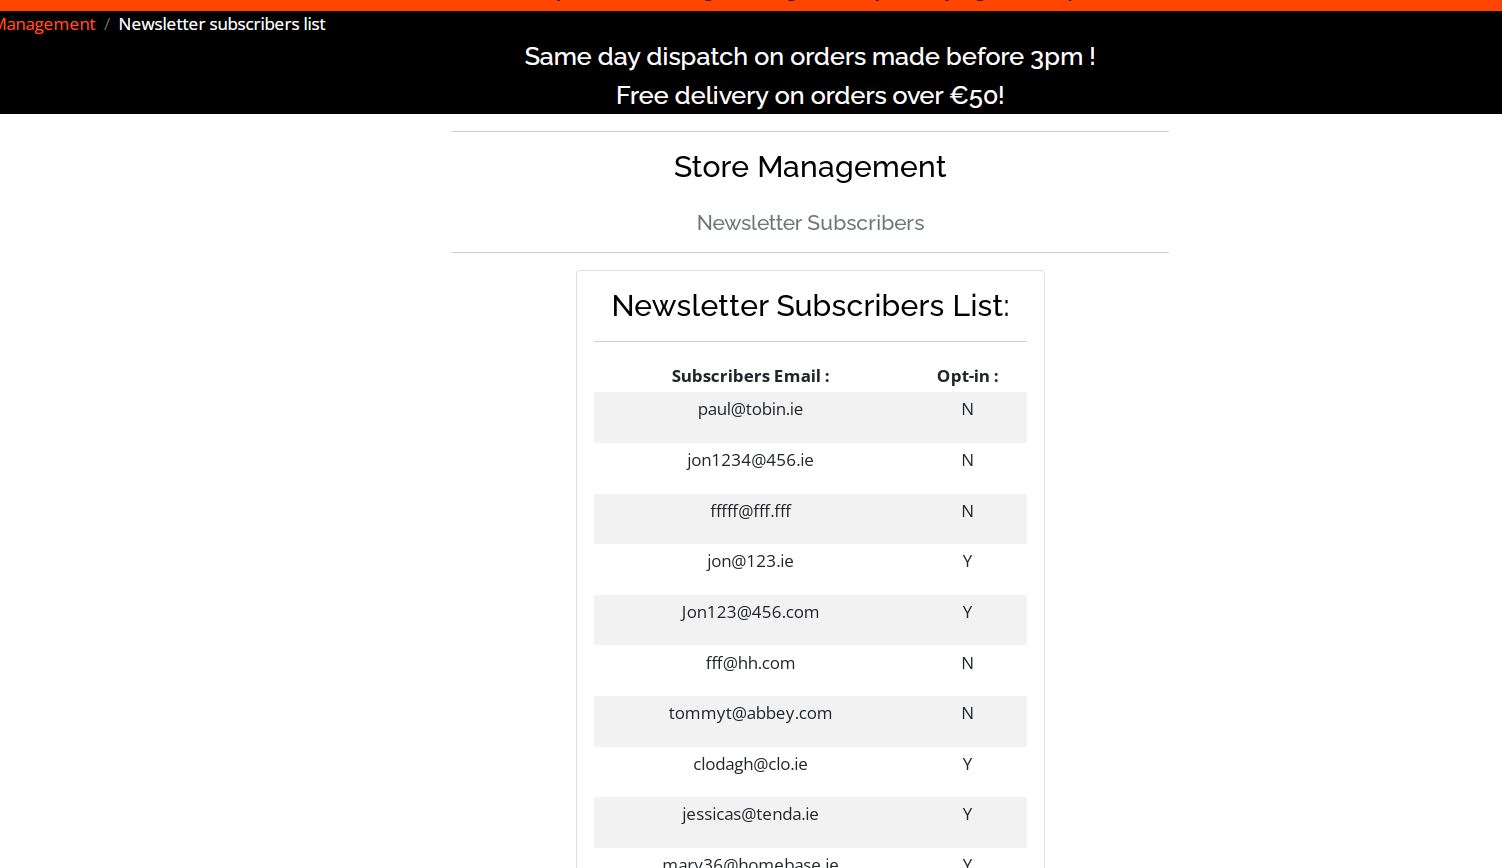 Management / Newsletter subscribers list
Same day dispatch on orders made before 3pm !
Free delivery on orders over €50!
Store Management
Newsletter Subscribers
Newsletter Subscribers List:
Subscribers Email : Opt-in :
paul@tobin.ie N
jon1234@456.ie N
fffff@fff.fff N
jon@123.ie Y
Jon123@456.com Y
fff@hh.com N
tommyt@abbey.com N
clodagh@clo.ie Y
jessicas@tenda.ie Y
mary36@homebase.ie Y